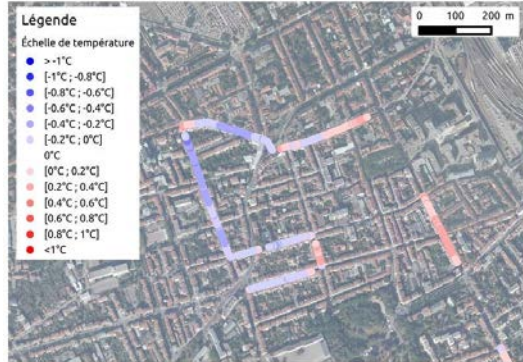 Légende
Échelle de température
> -1°C
[-1°C ; -0.8°C]
[-0.8°C ; -0.6°C]
[-0.6°C ; -0.4°C]
[-0.4°C ; -0.2°C]
[-0.2°C ; 0°C]
0°C
[0°C ; 0.2°C]
[0.2°C ; 0.4°C]
[0.4°C ; 0.6°C]
[0.6°C ; 0.8°C]
[0.8°C ; 1°C]
<1°C
0 100 200 m